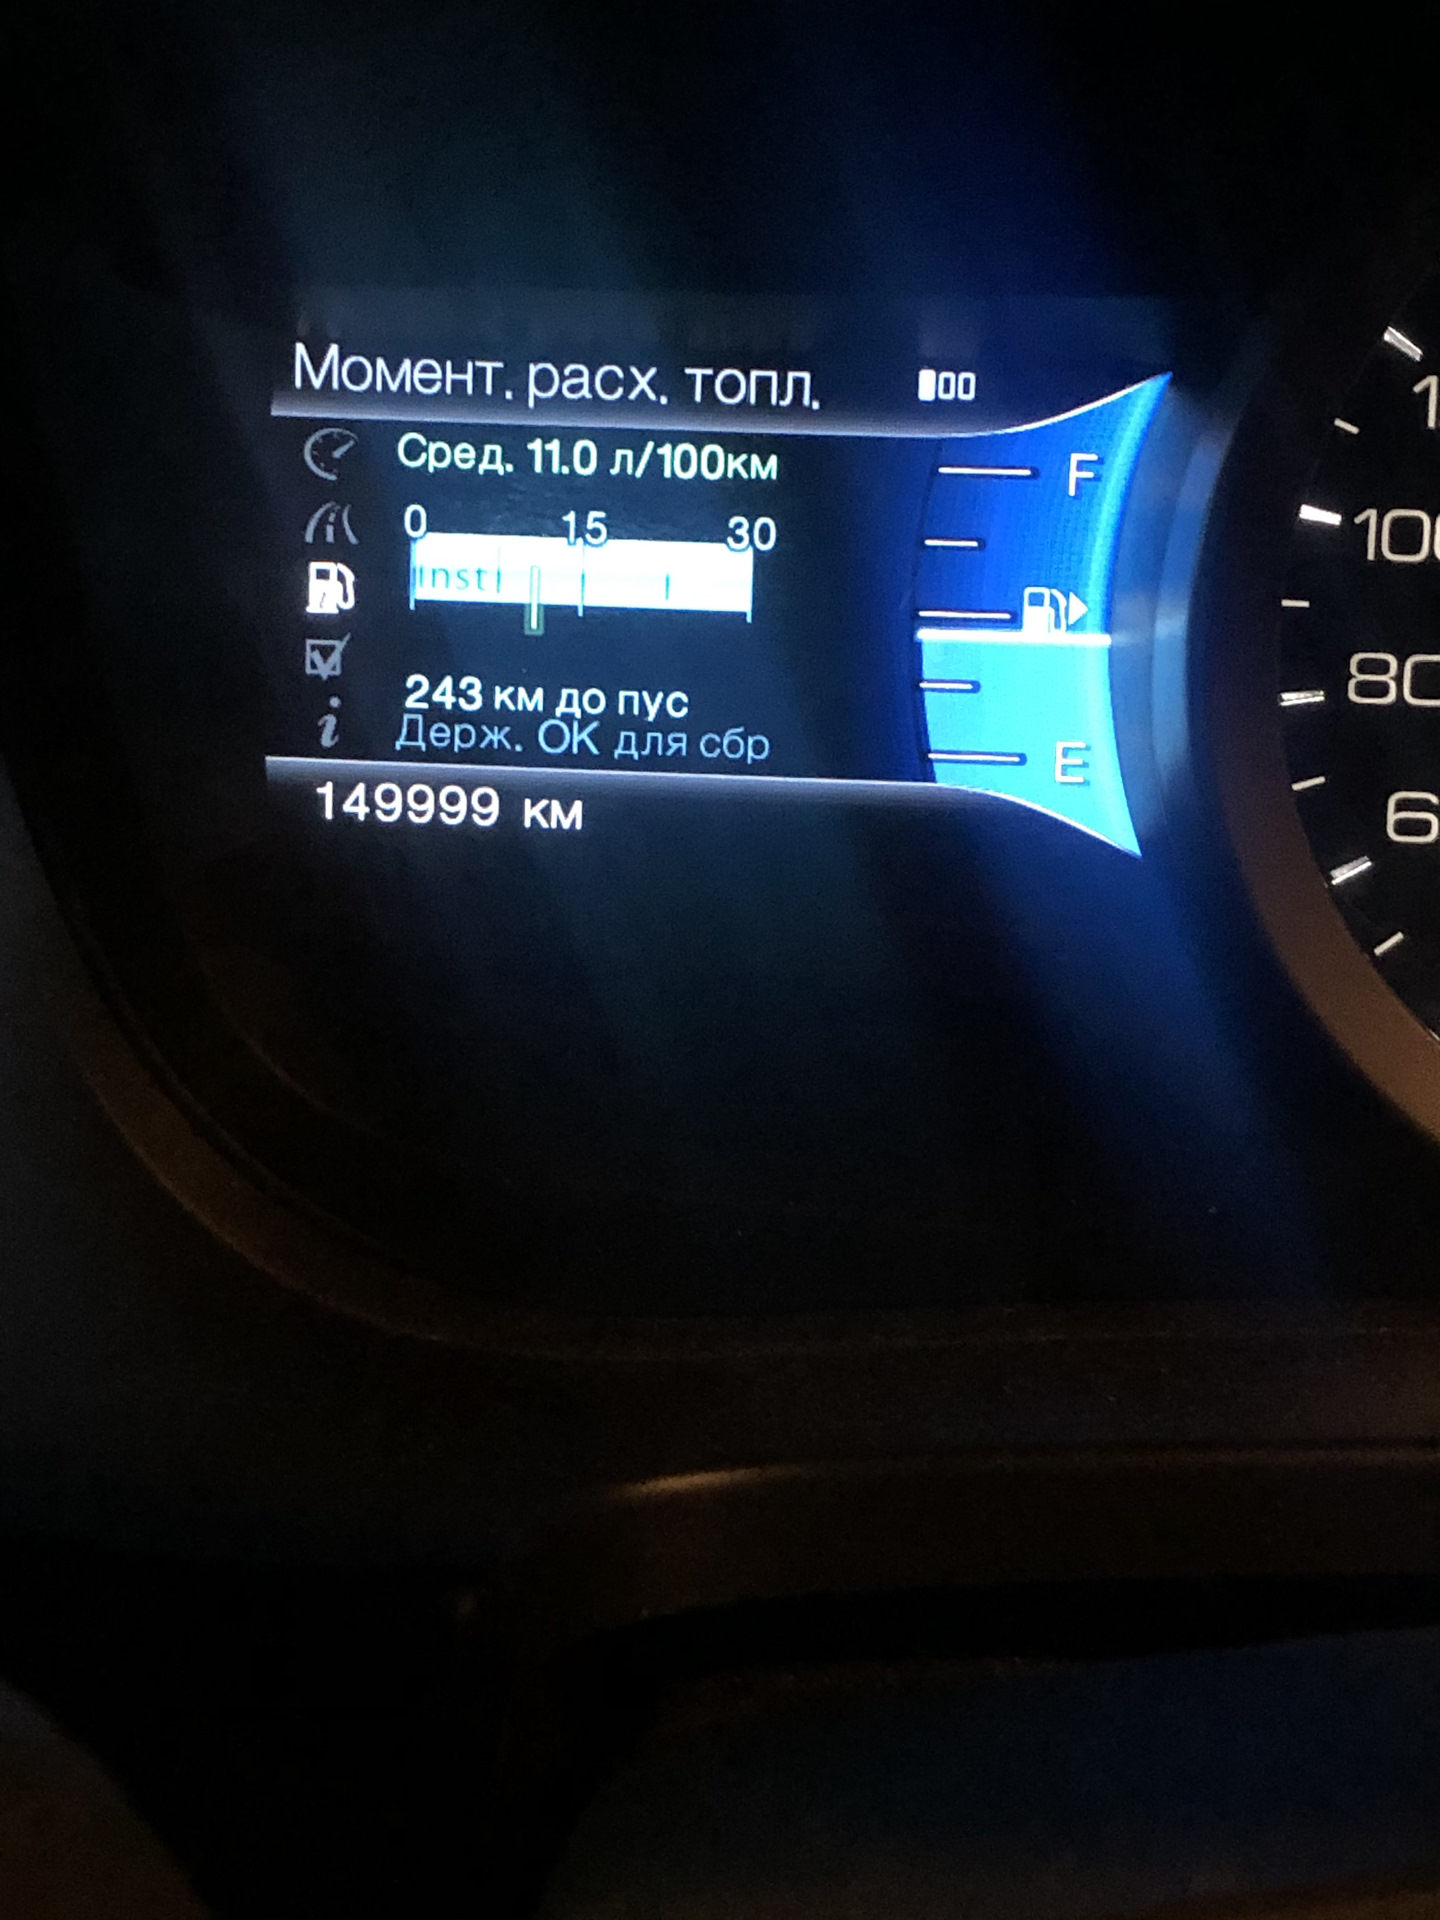 Момент. расх. топл.
Сред. 11.0 л/100км
0 15 30
Inst
243 км до пус
Держ. OK для сбр
149999 км
F
E
100
80